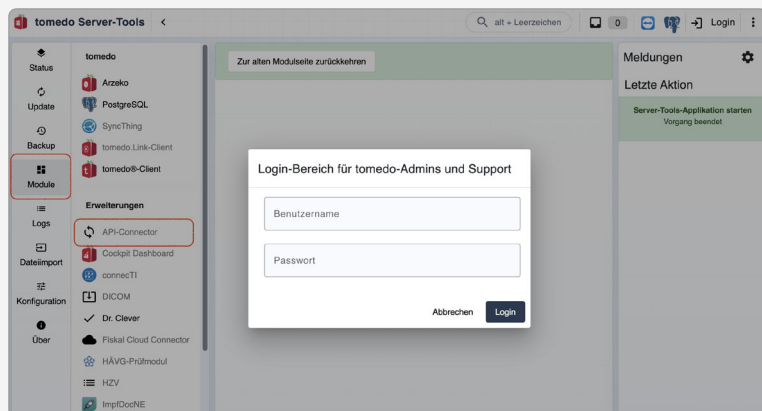 tomedo Server-Tools <
alt + Leerzeichen
0
Login
Status
Update
Backup
Module
Logs
Dateiimport
Konfiguration
Über
tomedo
Arzeko
PostgreSQL
SyncThing
tomedo.Link-Client
tomedo®-Client
Erweiterungen
API-Connector
Cockpit Dashboard
connecTI
DICOM
Dr. Clever
Fiskal Cloud Connector
HÄVG-Prüfmodul
HZV
ImpfDocNE
Zur alten Modulseite zurückkehren
Login-Bereich für tomedo-Admins und Support
Benutzername
Passwort
Abbrechen
Login
Meldungen
Letzte Aktion
Server-Tools-Applikation starten
Vorgang beendet